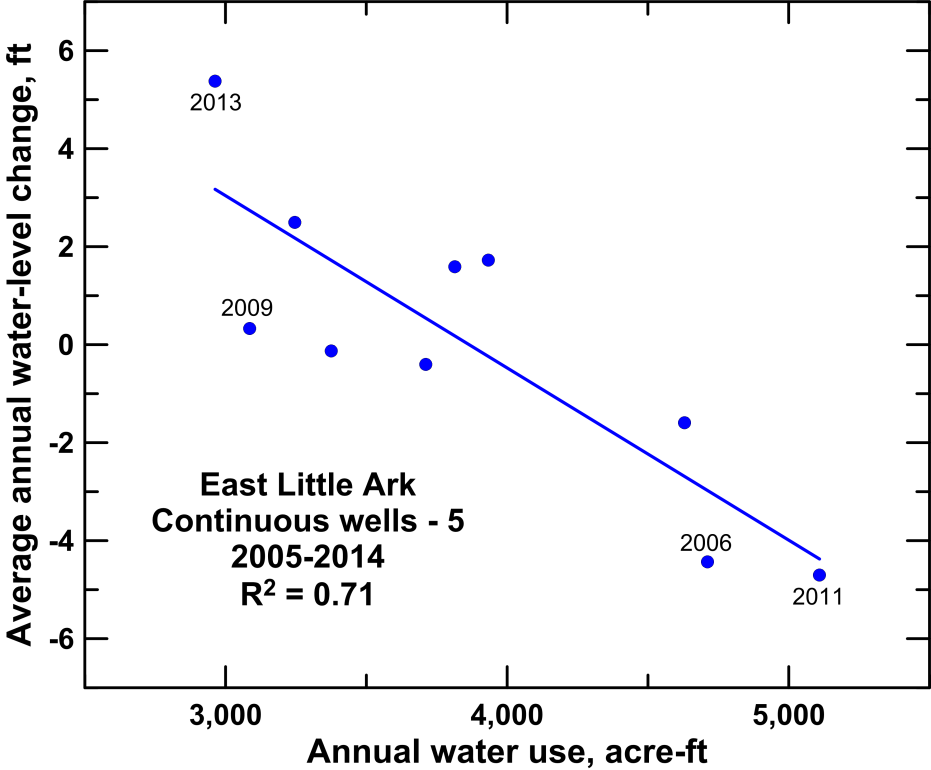 Average annual water-level change, ft
6
4
2
0
-2
-4
-6
2013
2009
2006
2011
East Little Ark
Continuous wells - 5
2005-2014
R² = 0.71
3,000 4,000 5,000
Annual water use, acre-ft